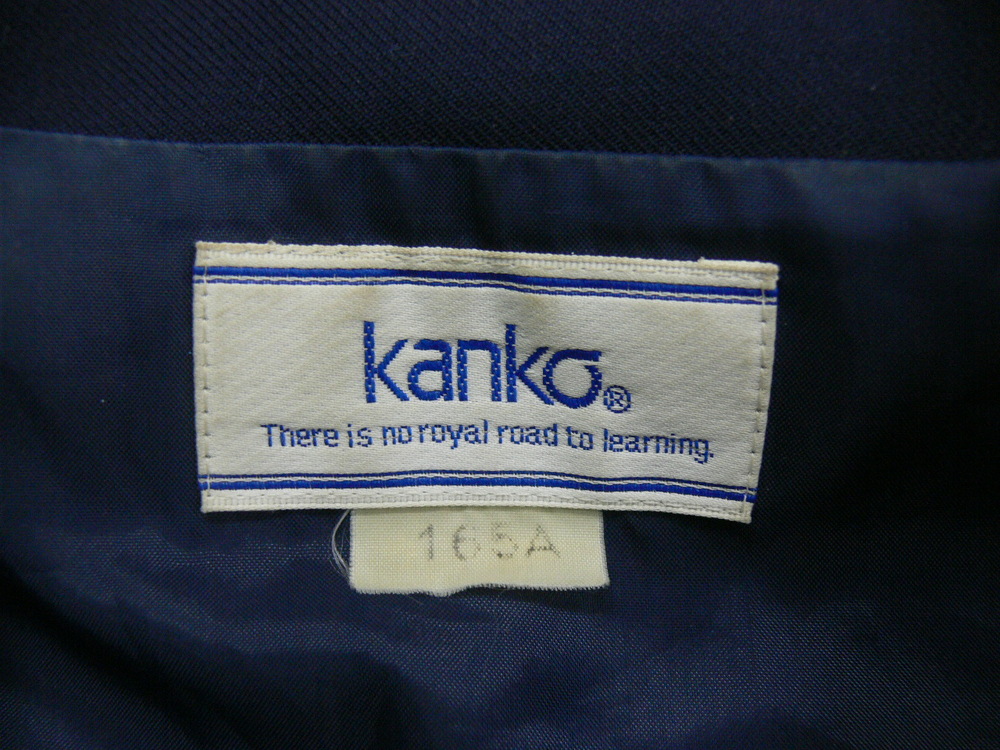 kanko®
There is no royal road to learning.
165A